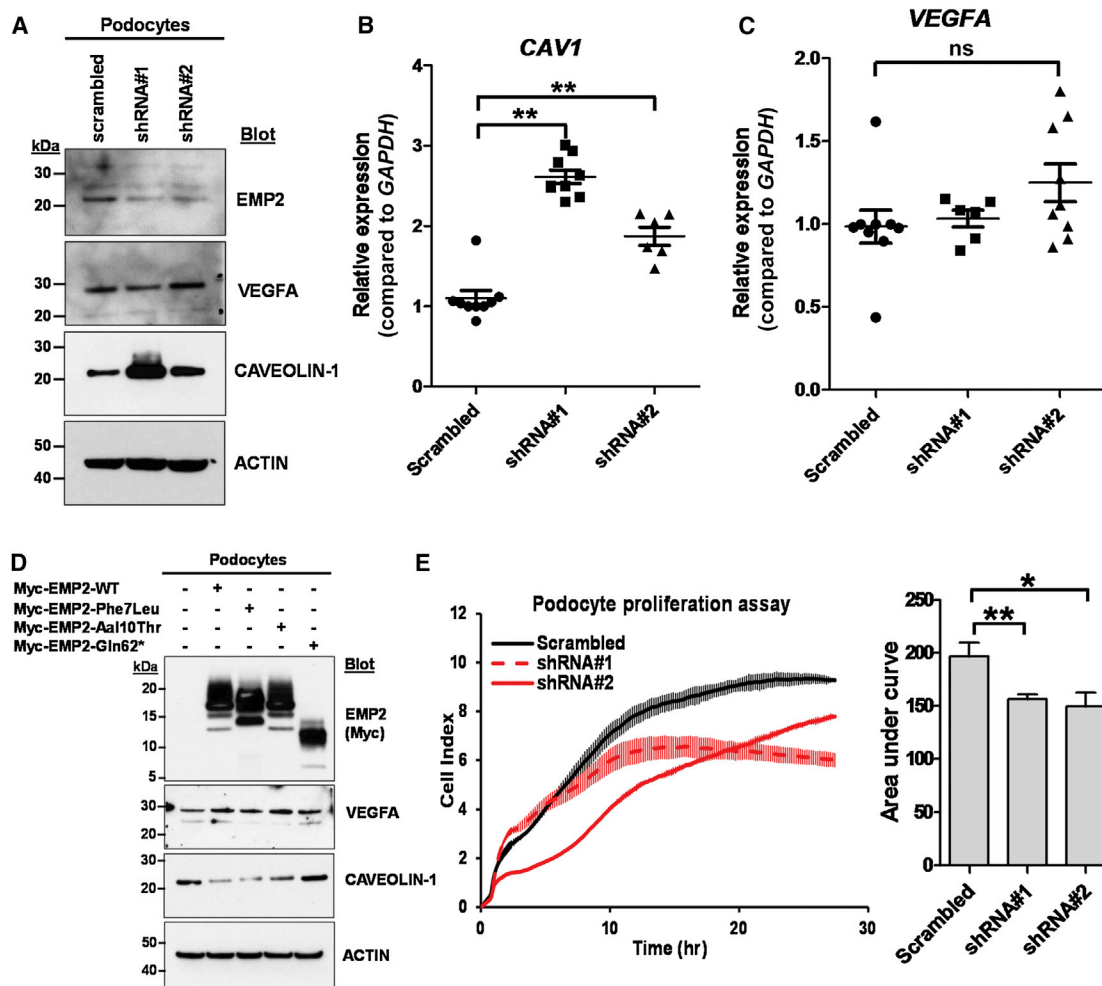 A
Podocytes
scrambled
shRNA#1
shRNA#2
kDa
Blot
30
20
EMP2
30
20
VEGFA
30
20
CAVEOLIN-1
50
40
ACTIN
B
CAV1
Relative expression
(compared to GAPDH)
4
3
2
1
0
**
**
Scrambled
shRNA#1
shRNA#2
C
VEGFA
Relative expression
(compared to GAPDH)
2.0
1.5
1.0
0.5
0.0
ns
Scrambled
shRNA#1
shRNA#2
D
Podocytes
Myc-EMP2-WT - + - - -
Myc-EMP2-Phe7Leu - - + - -
Myc-EMP2-Aal10Thr - - - + -
Myc-EMP2-Gln62* - - - - +
kDa
Blot
20
15
10
5
EMP2
(Myc)
30
20
VEGFA
30
20
CAVEOLIN-1
50
40
ACTIN
E
Podocyte proliferation assay
Scrambled
shRNA#1
shRNA#2
Cell Index
12
10
8
6
4
2
0
0
10
20
30
Time (hr)
Area under curve
250
200
150
100
50
0
*
**
Scrambled
shRNA#1
shRNA#2